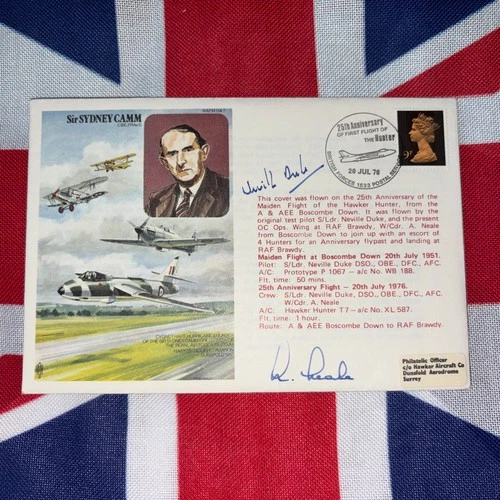 Sir SYDNEY CAMM
25th Anniversary
OF FIRST FLIGHT OF
THE Hunter
20 JUL 76
BRITISH FORCES 1533 POSTAL SERVICE
Neville Duke
This cover was flown on the 25th Anniversary of the
Maiden Flight of the Hawker Hunter, from the
A & AEE Boscombe Down. It was flown by the
original test pilot S/Ldr. Neville Duke, and the present
OC Ops. Wing at RAF Brawdy, W/Cdr. A. Neale
from Boscombe Down to join up with an escort of
4 Hunters for an Anniversary flypast and landing at
RAF Brawdy.
Maiden Flight at Boscombe Down 20th July 1951.
Pilot: S/Ldr. Neville Duke DSO., OBE., DFC., AFC.
A/C: Prototype P 1067 – a/c No. WB 188.
Flt. time: 50 mins.
25th Anniversary Flight – 20th July 1976.
Crew: S/Ldr. Neville Duke DSO., OBE., DFC., AFC.
W/Cdr. A. Neale
A/C: Hawker Hunter T7 – a/c No. XL 587.
Flt. time: 1 hour.
Route: A & AEE Boscombe Down to RAF Brawdy.
Philatelic Officer
c/o Hawker Aircraft Co
Dunsfold Aerodrome
Surrey